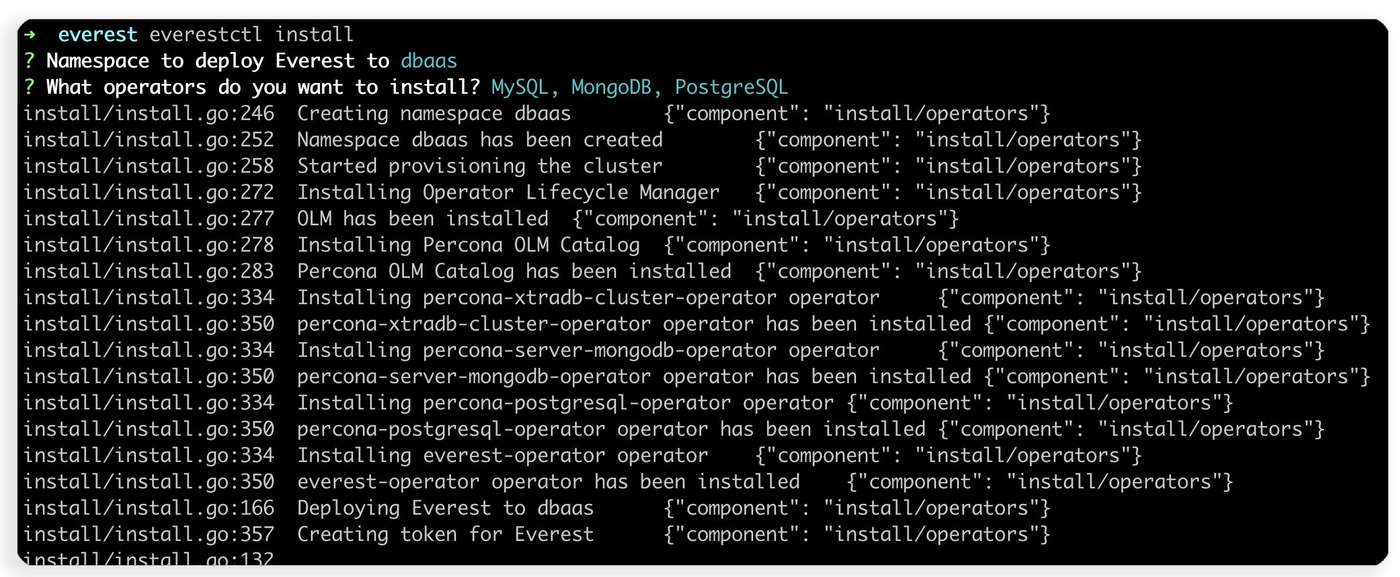 ➜  everest everestctl install
? Namespace to deploy Everest to dbaas
? What operators do you want to install? MySQL, MongoDB, PostgreSQL
install/install.go:246  Creating namespace dbaas        {"component": "install/operators"}
install/install.go:252  Namespace dbaas has been created        {"component": "install/operators"}
install/install.go:258  Started provisioning the cluster        {"component": "install/operators"}
install/install.go:272  Installing Operator Lifecycle Manager   {"component": "install/operators"}
install/install.go:277  OLM has been installed  {"component": "install/operators"}
install/install.go:278  Installing Percona OLM Catalog  {"component": "install/operators"}
install/install.go:283  Percona OLM Catalog has been installed  {"component": "install/operators"}
install/install.go:334  Installing percona-xtradb-cluster-operator operator     {"component": "install/operators"}
install/install.go:350  percona-xtradb-cluster-operator operator has been installed {"component": "install/operators"}
install/install.go:334  Installing percona-server-mongodb-operator operator     {"component": "install/operators"}
install/install.go:350  percona-server-mongodb-operator operator has been installed {"component": "install/operators"}
install/install.go:334  Installing percona-postgresql-operator operator {"component": "install/operators"}
install/install.go:350  percona-postgresql-operator operator has been installed {"component": "install/operators"}
install/install.go:334  Installing everest-operator operator    {"component": "install/operators"}
install/install.go:350  everest-operator operator has been installed    {"component": "install/operators"}
install/install.go:166  Deploying Everest to dbaas      {"component": "install/operators"}
install/install.go:357  Creating token for Everest      {"component": "install/operators"}
install/install.go:132